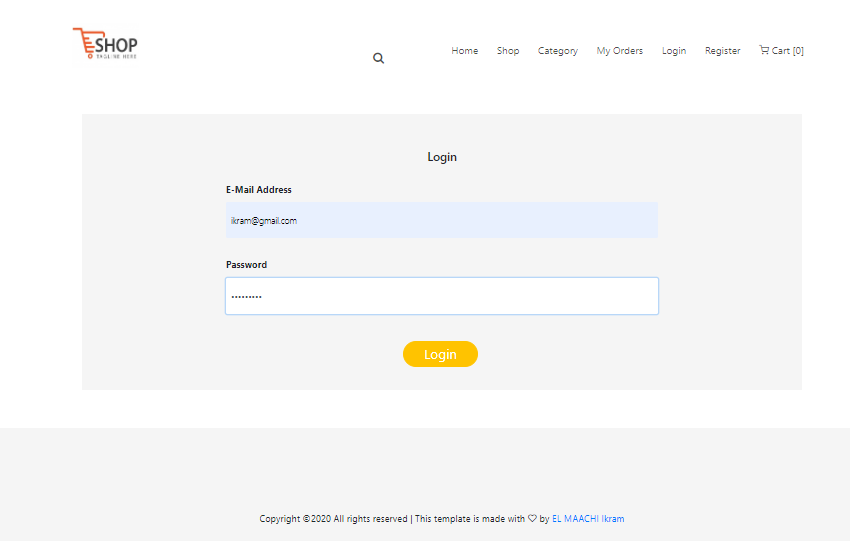 SHOP
TAGLINE HERE
Home Shop Category My Orders Login Register Cart [0]
Login
E-Mail Address
ikram@gmail.com
Password
•••••••••
Login
Copyright ©2020 All rights reserved | This template is made with ♡ by EL MAACHI Ikram